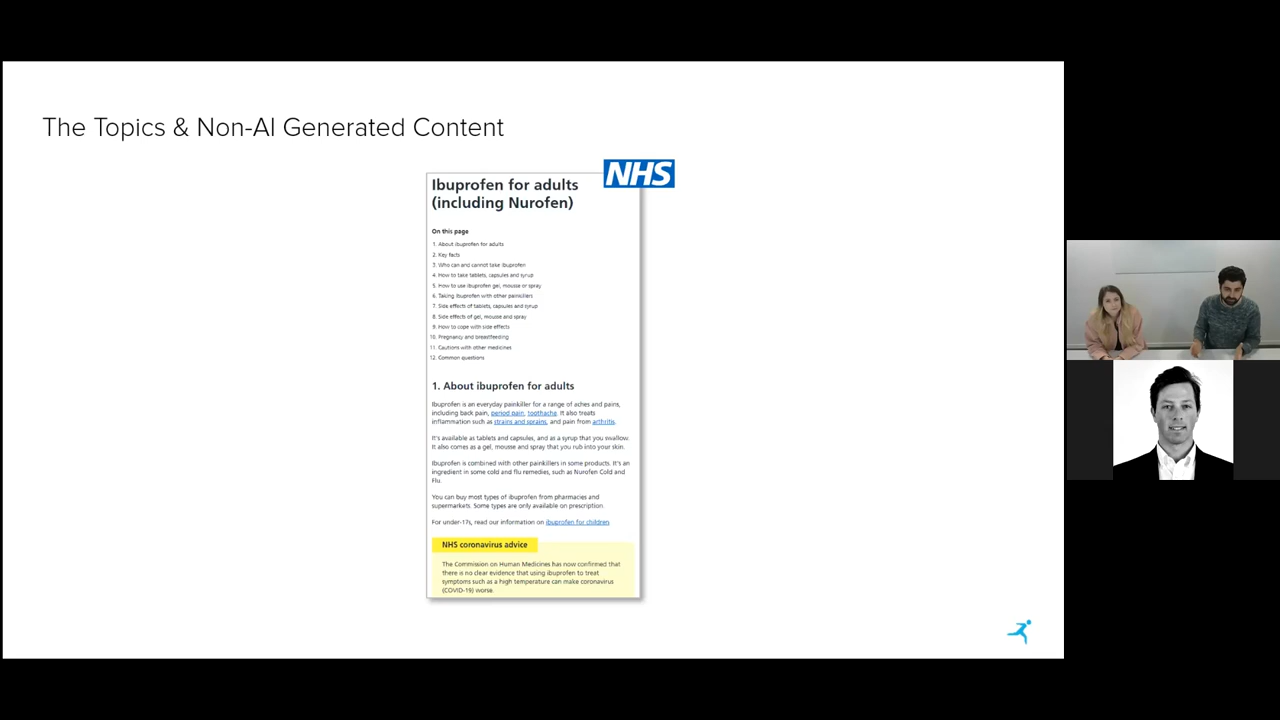 The Topics & Non-AI Generated Content
NHS
Ibuprofen for adults
(including Nurofen)
On this page
1. About ibuprofen for adults
2. Key facts
3. Who can and cannot take ibuprofen
4. How to take tablets, capsules and syrup
5. How to use ibuprofen gel, mousse or spray
6. Taking ibuprofen with other painkillers
7. Side effects of tablets, capsules and syrup
8. Side effects of gel, mousse and spray
9. How to cope with side effects
10. Pregnancy and breastfeeding
11. Cautions with other medicines
12. Common questions
1. About ibuprofen for adults
Ibuprofen is an everyday painkiller for a range of aches and pains,
including back pain, period pain, toothache. It also treats
inflammation such as strains and sprains, and pain from arthritis.
It's available as tablets and capsules, and as a syrup that you swallow.
It also comes as a gel, mousse and spray that you rub into your skin.
Ibuprofen is combined with other painkillers in some products. It's an
ingredient in some cold and flu remedies, such as Nurofen Cold and
Flu.
You can buy most types of ibuprofen from pharmacies and
supermarkets. Some types are only available on prescription.
For under-17s, read our information on ibuprofen for children.
NHS coronavirus advice
The Commission on Human Medicines has now confirmed that
there is no clear evidence that using ibuprofen to treat
symptoms such as a high temperature can make coronavirus
(COVID-19) worse.